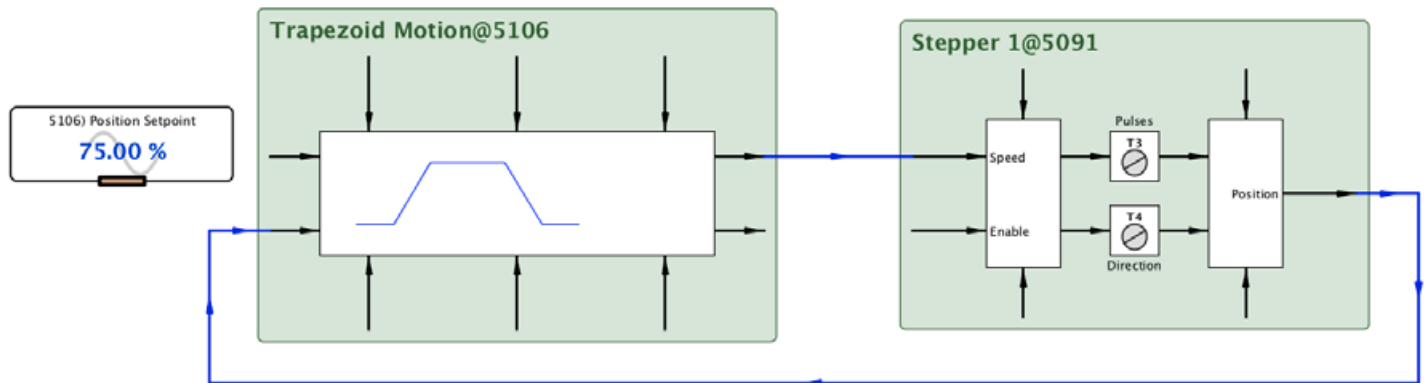 Trapezoid Motion@5106
Stepper 1@5091
5106) Position Setpoint
75.00 %
Pulses
T3
Speed
Position
T4
Enable
Direction